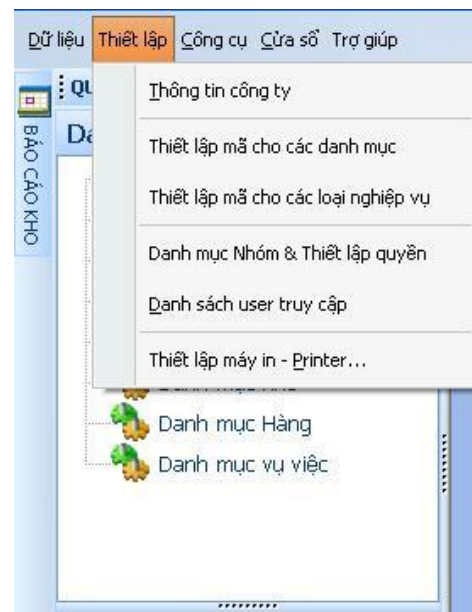 Dữ liệu Thiết lập Công cụ Cửa sổ Trợ giúp
BÁO CÁO KHO
Thông tin công ty
Thiết lập mã cho các danh mục
Thiết lập mã cho các loại nghiệp vụ
Danh mục Nhóm & Thiết lập quyền
Danh sách user truy cập
Thiết lập máy in - Printer...
Danh mục Hàng
Danh mục vụ việc